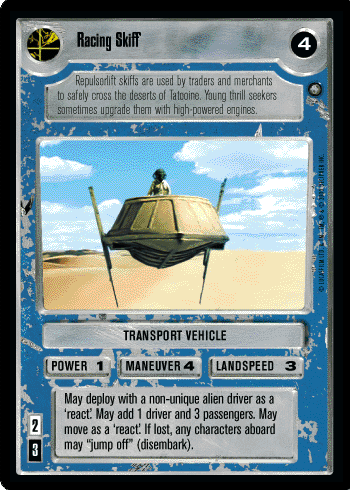 Racing Skiff
4
Repulsorlift skiffs are used by traders and merchants
to safely cross the deserts of Tatooine. Young thrill seekers
sometimes upgrade them with high-powered engines.
TRANSPORT VEHICLE
POWER 1 MANEUVER 4 LANDSPEED 3
May deploy with a non-unique alien driver as a
'react'. May add 1 driver and 3 passengers. May
move as a 'react'. If lost, any characters aboard
may "jump off" (disembark).
2
3